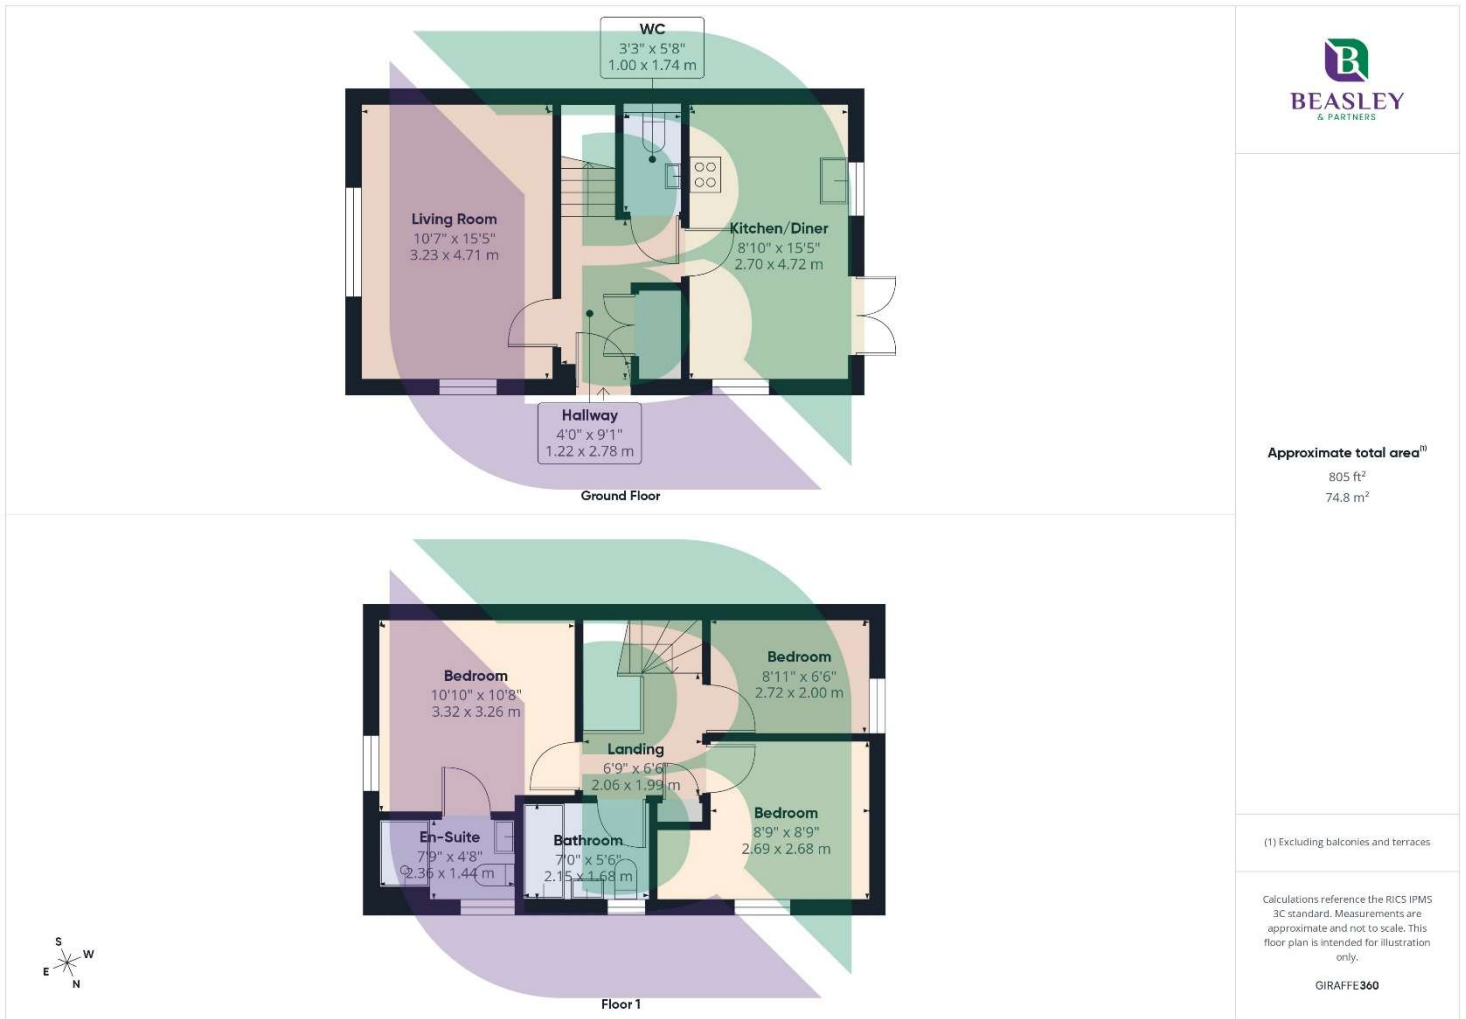 WC
3'3" x 5'8"
1.00 x 1.74 m
Living Room
10'7" x 15'5"
3.23 x 4.71 m
Kitchen/Diner
8'10" x 15'5"
2.70 x 4.72 m
Hallway
4'0" x 9'1"
1.22 x 2.78 m
Ground Floor
Bedroom
10'10" x 10'8"
3.32 x 3.26 m
Bedroom
8'11" x 6'6"
2.72 x 2.00 m
Landing
6'9" x 6'6"
2.06 x 1.99 m
Bedroom
8'9" x 8'9"
2.69 x 2.68 m
En-Suite
7'9" x 4'8"
2.36 x 1.44 m
Bathroom
7'0" x 5'6"
2.15 x 1.68 m
Floor 1
S
W
E
N
B
BEASLEY
& PARTNERS
Approximate total area(1)
805 ft²
74.8 m²
(1) Excluding balconies and terraces
Calculations reference the RICS IPMS
3C standard. Measurements are
approximate and not to scale. This
floor plan is intended for illustration
only.
GIRAFFE360